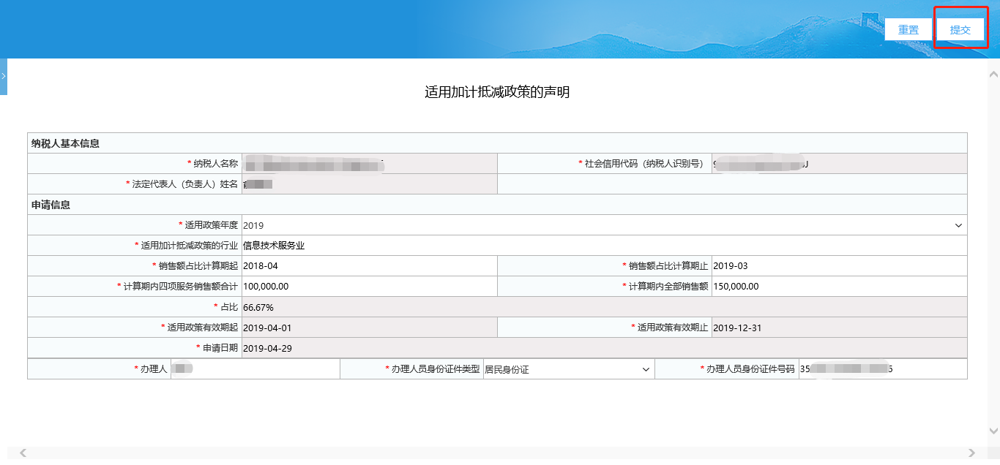 重置 提交
适用加计抵减政策的声明
纳税人基本信息
* 纳税人名称 * 社会信用代码（纳税人识别号） J
* 法定代表人（负责人）姓名
申请信息
* 适用政策年度 2019
* 适用加计抵减政策的行业 信息技术服务业
* 销售额占比计算期起 2018-04 * 销售额占比计算期止 2019-03
* 计算期内四项服务销售额合计 100,000.00 * 计算期内全部销售额 150,000.00
* 占比 66.67%
* 适用政策有效期起 2019-04-01 * 适用政策有效期止 2019-12-31
* 申请日期 2019-04-29
* 办理人 * 办理人员身份证件类型 居民身份证 * 办理人员身份证件号码 35 6